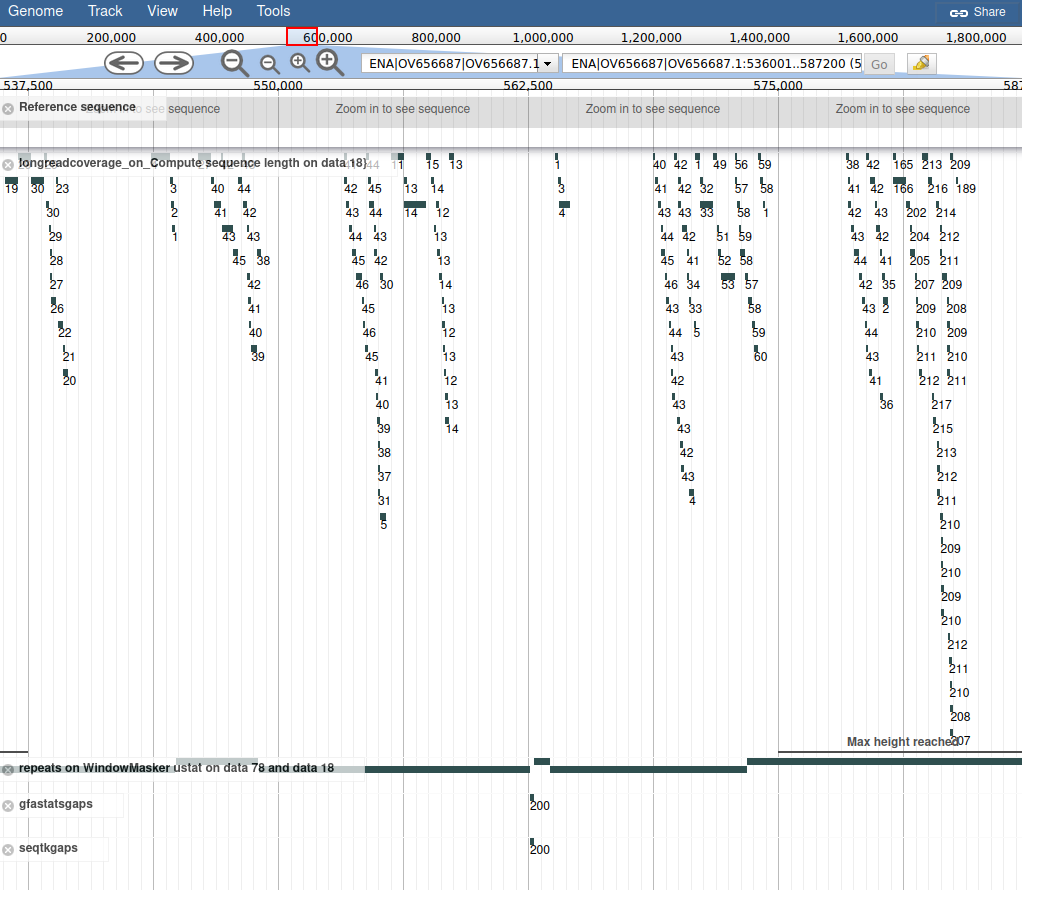 Genome Track View Help Tools Share
0 200,000 400,000 600,000 800,000 1,000,000 1,200,000 1,400,000 1,600,000 1,800,000
ENA|OV656687|OV656687.1 ENA|OV656687|OV656687.1:536001..587200 (5 Go
537,500 550,000 562,500 575,000 587
Reference sequence Zoom in to see sequence Zoom in to see sequence Zoom in to see sequence Zoom in to see sequence
longreadcoverage_on_Compute sequence length on data 18) 44 11 15 13 1 40 42 1 49 56 59 38 42 165 213 209
19 30 23 3 40 44 42 45 13 14 3 41 42 32 57 58 41 42 166 216 189
30 2 41 42 43 44 14 12 4 43 43 33 58 1 42 43 202 214
29 1 43 43 44 43 13 44 42 51 59 43 42 204 212
28 45 38 45 42 13 45 41 52 58 44 41 205 211
27 42 46 30 14 46 34 53 57 42 35 207 209
26 41 45 13 43 33 58 43 2 209 208
22 40 46 12 44 5 59 44 210 209
21 39 45 13 43 60 43 211 210
20 41 12 42 41 212 211
40 13 43 36 217
39 14 43 215
38 42 213
37 43 212
31 4 211
5 210
209
210
209
210
212
211
210
208
Max height reached 207
repeats on WindowMasker ustat on data 78 and data 18
gfastatsgaps 200
seqtkgaps 200